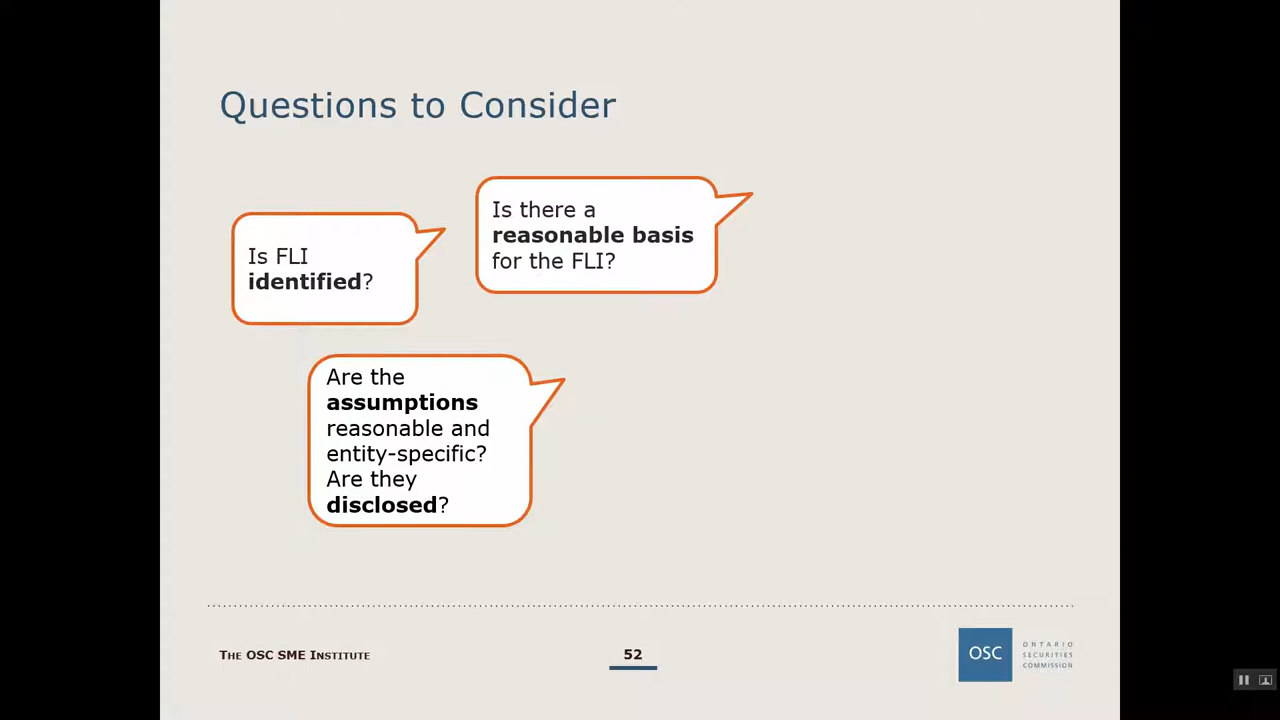 Questions to Consider
Is FLI
identified?
Is there a
reasonable basis
for the FLI?
Are the
assumptions
reasonable and
entity-specific?
Are they
disclosed?
THE OSC SME INSTITUTE
52
OSC
ONTARIO
SECURITIES
COMMISSION